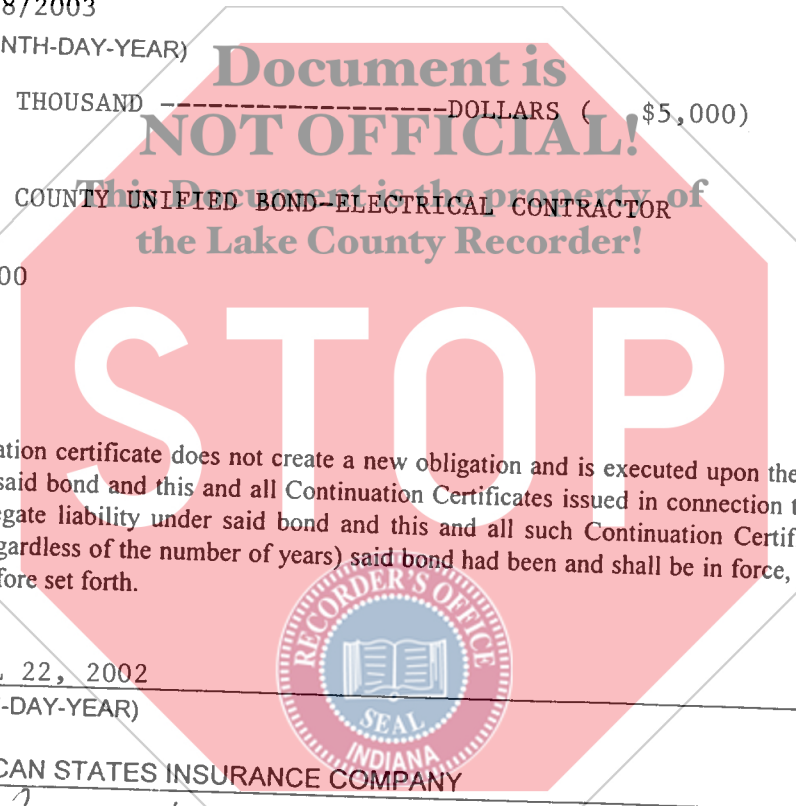 8/2003
NTH-DAY-YEAR)
Document is
THOUSAND -------------------DOLLARS ( $5,000)
NOT OFFICIAL!
This Document is the property of
COUNTY UNIFIED BOND-ELECTRICAL CONTRACTOR
the Lake County Recorder!
00
STOP
ation certificate does not create a new obligation and is executed upon the
said bond and this and all Continuation Certificates issued in connection t
egate liability under said bond and this and all such Continuation Certif
gardless of the number of years) said bond had been and shall be in force,
fore set forth.
RECORDER'S OFFICE
SEAL
INDIANA
22, 2002
-DAY-YEAR)
CAN STATES INSURANCE COMPANY